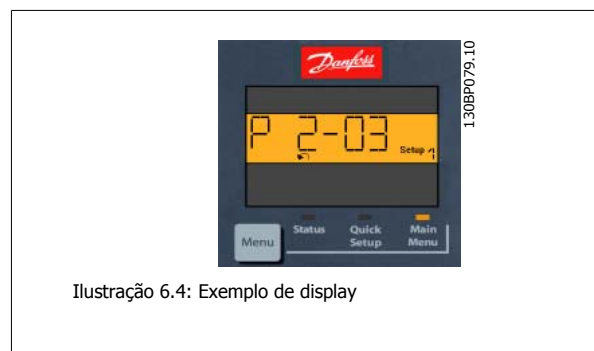 Danfoss
P 2-03
Setup 1
Status Quick Setup Main Menu
Menu
130BP079.10
Ilustração 6.4: Exemplo de display